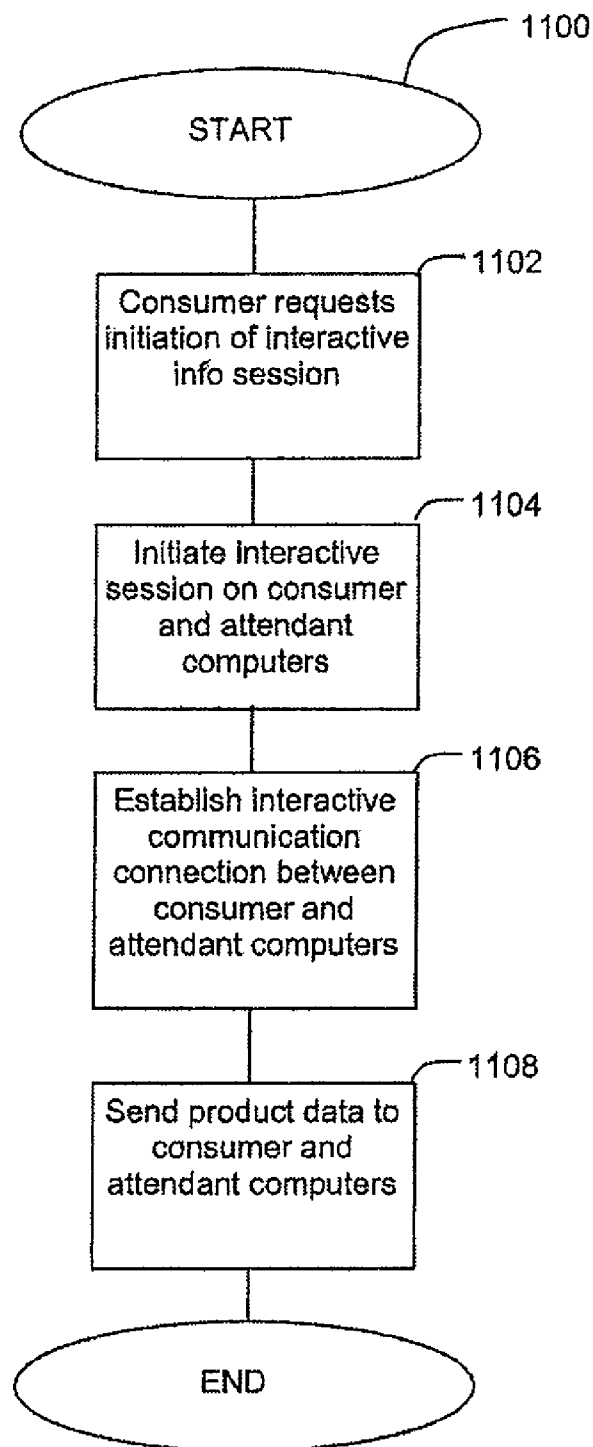 1100
START
1102
Consumer requests
initiation of interactive
info session
1104
Initiate interactive
session on consumer
and attendant
computers
1106
Establish interactive
communication
connection between
consumer and
attendant computers
1108
Send product data to
consumer and
attendant computers
END